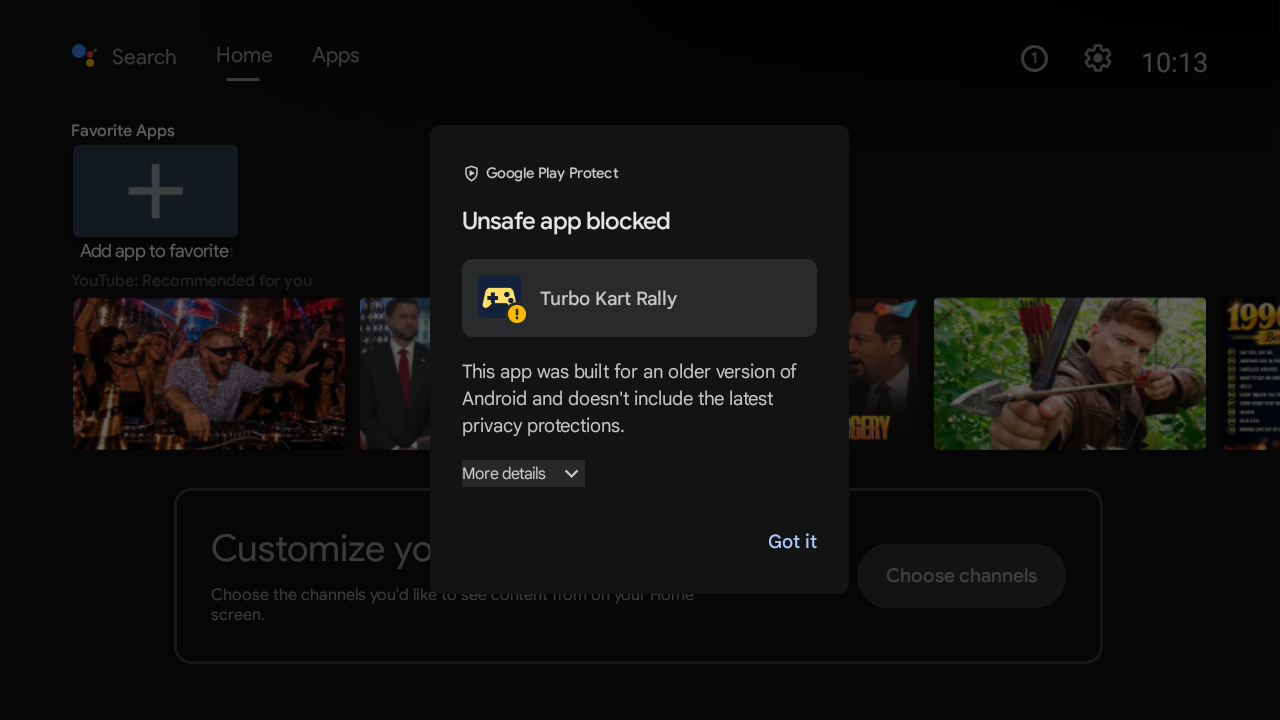 Search
Home
Apps
1
10:13
Favorite Apps
Add app to favorite
YouTube: Recommended for you
Google Play Protect
Unsafe app blocked
Turbo Kart Rally
This app was built for an older version of
Android and doesn't include the latest
privacy protections.
More details
Got it
GERY
199
Customize yo
Choose the channels you'd like to see content from on your Home
screen.
Choose channels